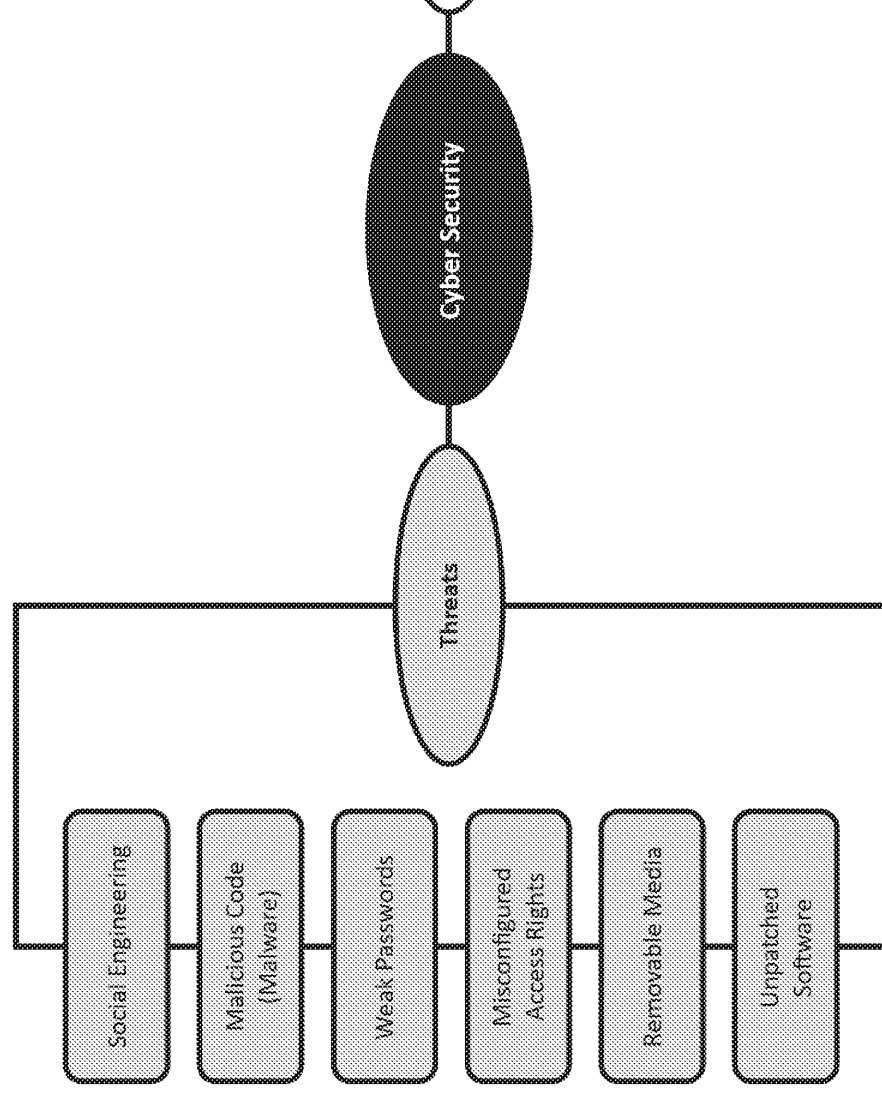 Cyber Security
Threats
Social Engineering
Malicious Code
(Malware)
Weak Passwords
Misconfigured
Access Rights
Removable Media
Unpatched
Software